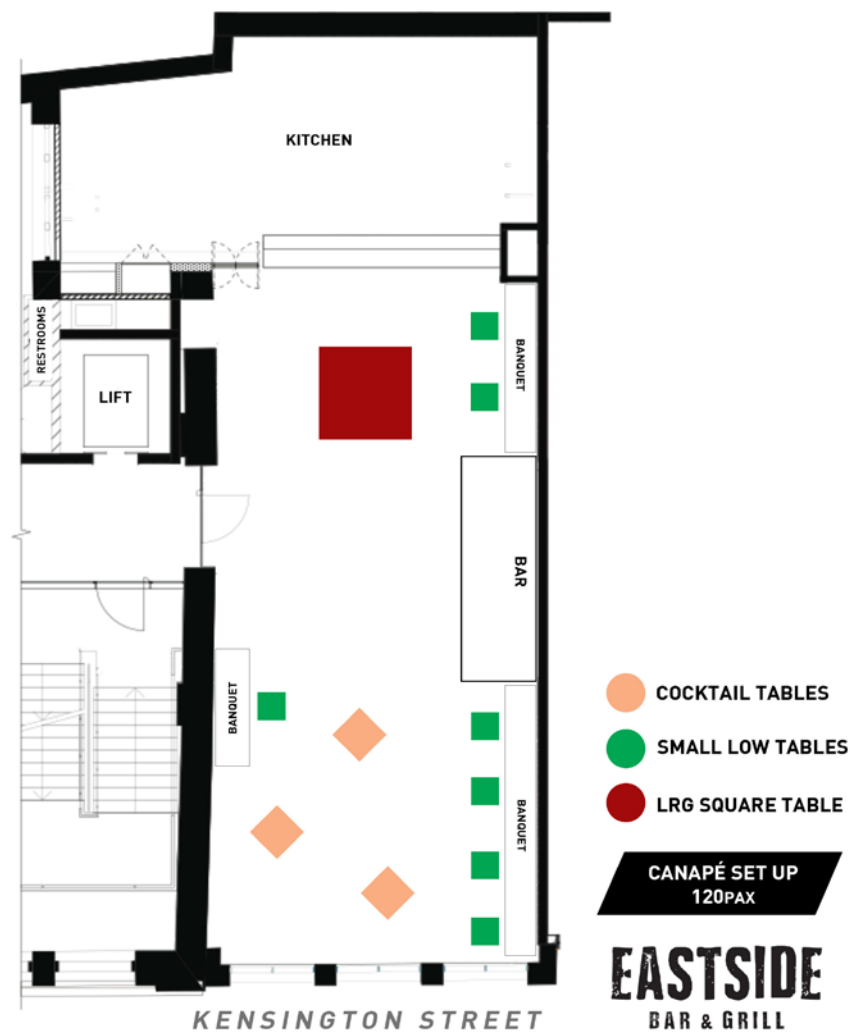 KITCHEN
RESTROOMS
LIFT
BANQUET
BAR
BANQUET
BANQUET
COCKTAIL TABLES
SMALL LOW TABLES
LRG SQUARE TABLE
CANAPÉ SET UP
120PAX
EASTSIDE
BAR & GRILL
KENSINGTON STREET